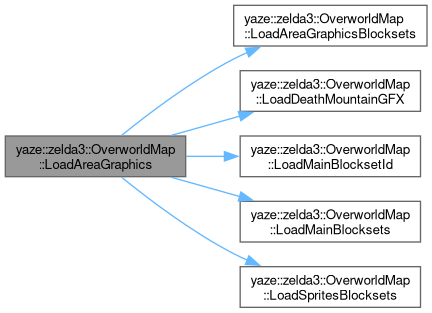 yaze::zelda3::OverworldMap
::LoadAreaGraphicsBlocksets
yaze::zelda3::OverworldMap
::LoadDeathMountainGFX
yaze::zelda3::OverworldMap
::LoadAreaGraphics
yaze::zelda3::OverworldMap
::LoadMainBlocksetId
yaze::zelda3::OverworldMap
::LoadMainBlocksets
yaze::zelda3::OverworldMap
::LoadSpritesBlocksets